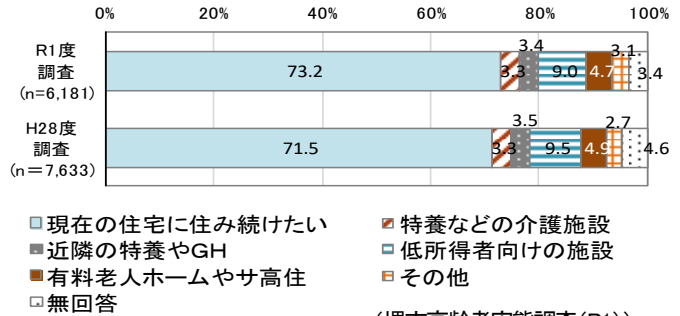 0% 20% 40% 60% 80% 100%
R1度
調査
(n=6,181)
73.2 3.3 3.4 9.0 4.7 3.1 3.4
H28度
調査
(n=7,633)
71.5 3.3 3.5 9.5 4.9 2.7 4.6
現在の住宅に住み続けたい 特養などの介護施設
近隣の特養やGH 低所得者向けの施設
有料老人ホームやサ高住 その他
無回答